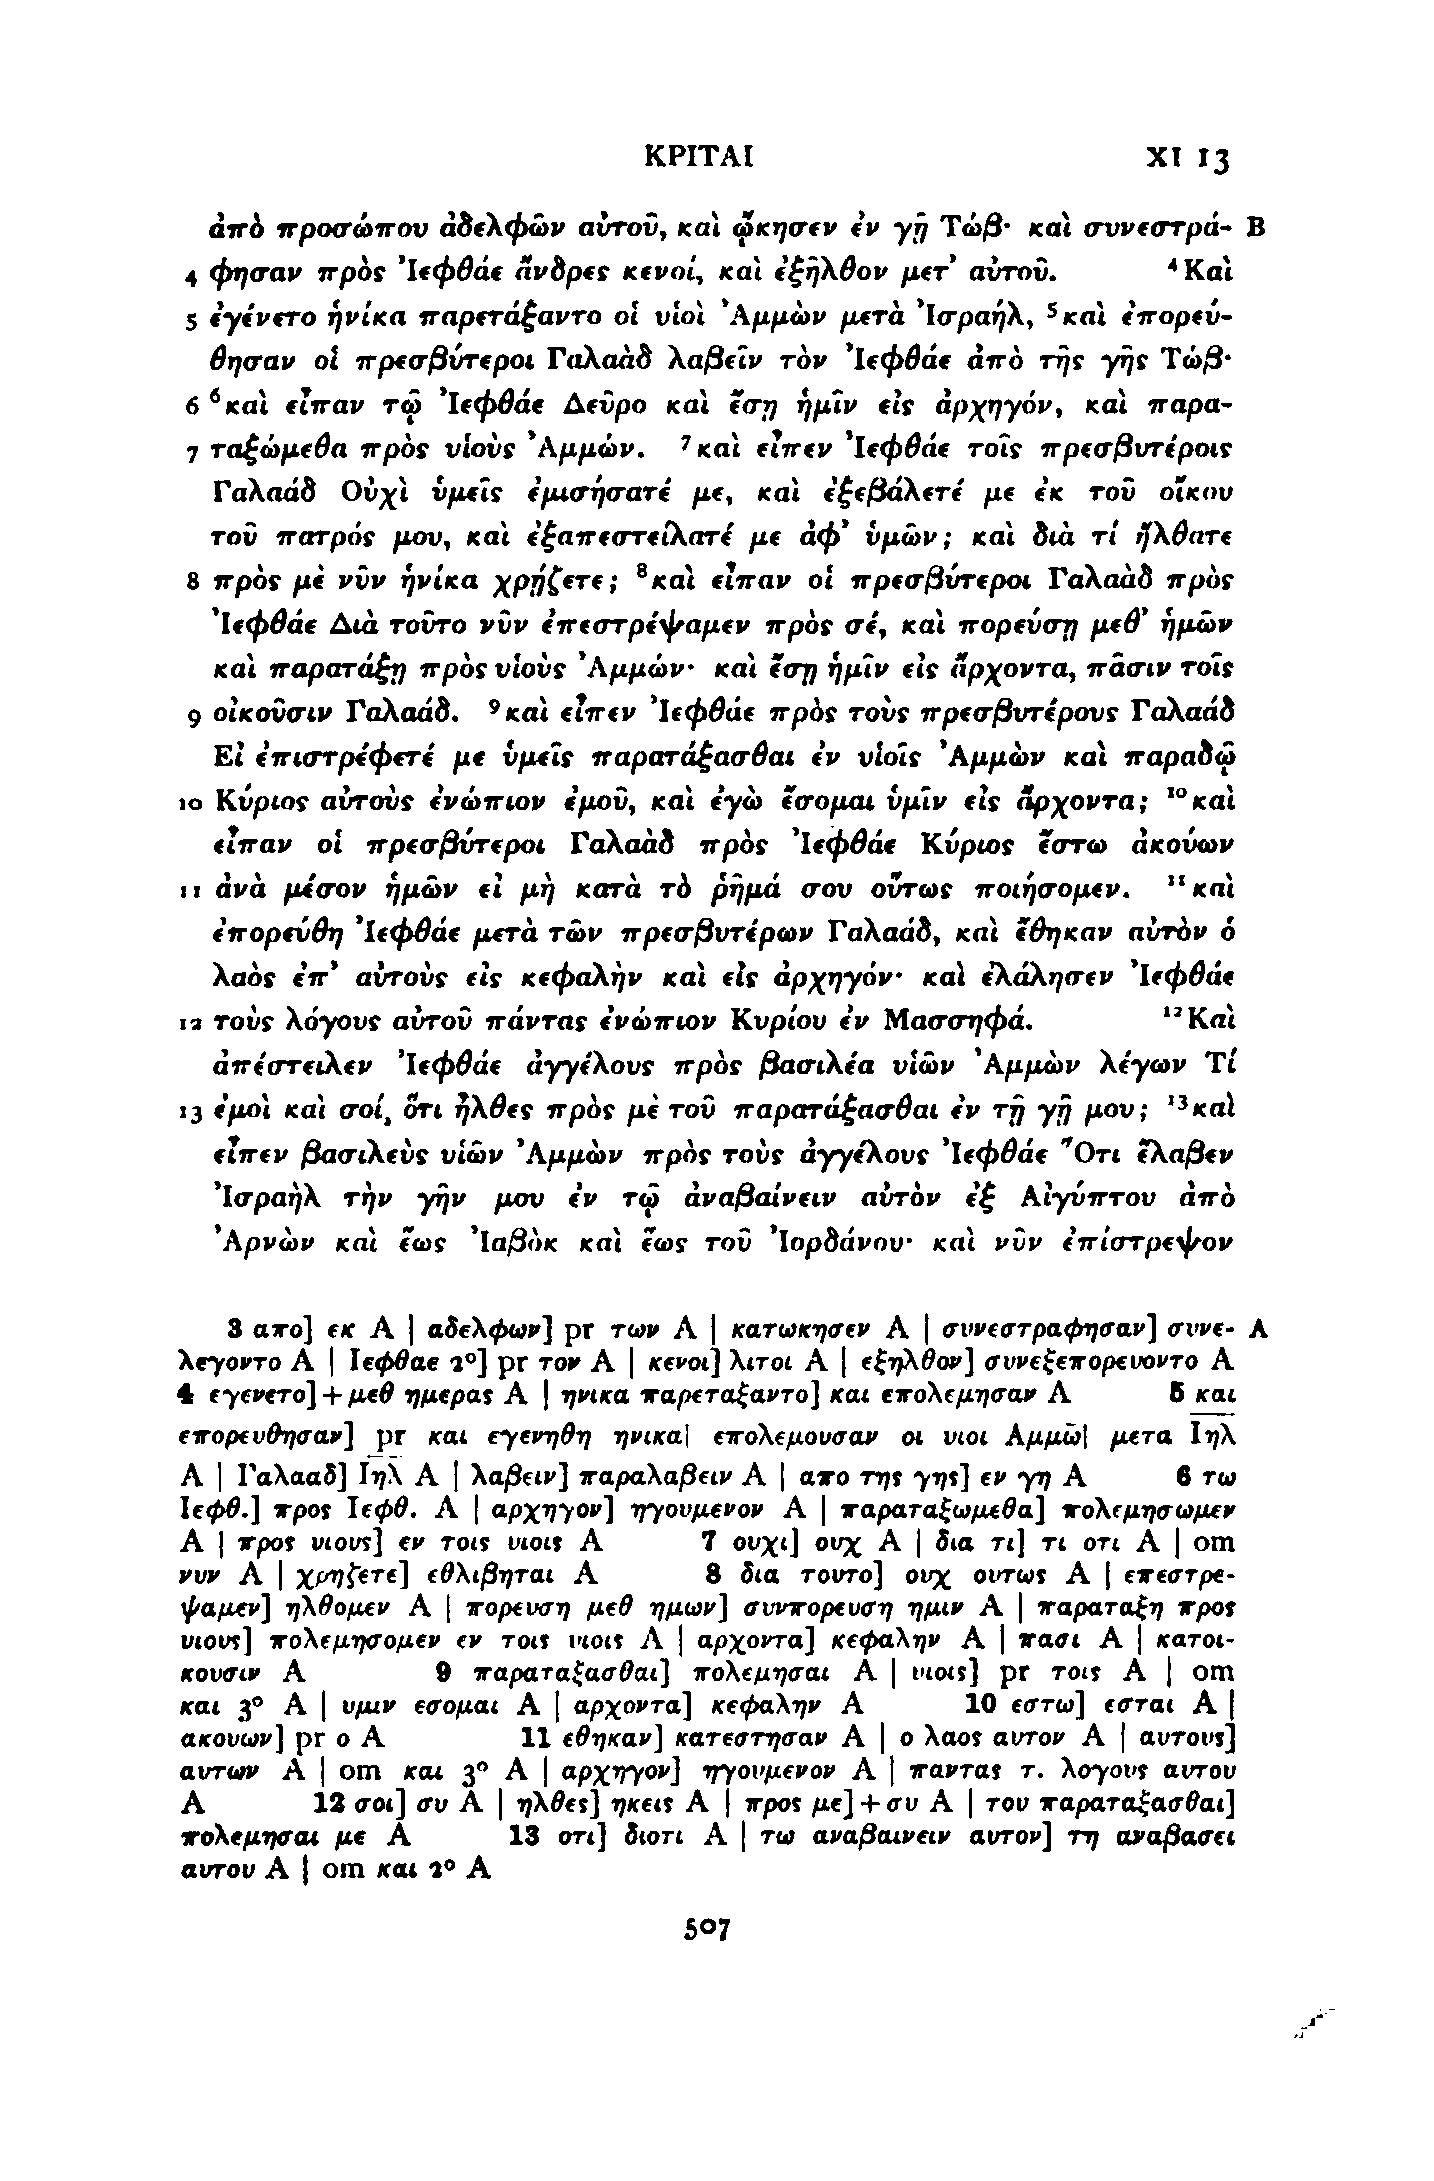 ΚΡΙΤΑΙ XI 13
ἀπὸ προσώπου ἀδελφῶν αὐτοῦ, καὶ ᾤκησεν ἐν γῇ Τώβ· καὶ συνεστρά- B
4 φησαν πρὸς Ἰεφθάε ἄνδρες κενοί, καὶ ἐξῆλθον μετ᾽ αὐτοῦ. ⁴Καὶ
5 ἐγένετο ἡνίκα παρετάξαντο οἱ υἱοὶ Ἀμμὼν μετὰ Ἰσραήλ, ⁵καὶ ἐπορεύ-
θησαν οἱ πρεσβύτεροι Γαλαὰδ λαβεῖν τὸν Ἰεφθάε ἀπὸ τῆς γῆς Τώβ·
6 ⁶καὶ εἶπαν τῷ Ἰεφθάε Δεῦρο καὶ ἔσῃ ἡμῖν εἰς ἀρχηγόν, καὶ παρα-
7 ταξώμεθα πρὸς υἱοὺς Ἀμμών. ⁷καὶ εἶπεν Ἰεφθάε τοῖς πρεσβυτέροις
Γαλαάδ Οὐχὶ ὑμεῖς ἐμισήσατέ με, καὶ ἐξεβάλετέ με ἐκ τοῦ οἴκου
τοῦ πατρός μου, καὶ ἐξαπεστείλατέ με ἀφ᾽ ὑμῶν; καὶ διὰ τί ἤλθατε
8 πρὸς μὲ νῦν ἡνίκα χρῄζετε; ⁸καὶ εἶπαν οἱ πρεσβύτεροι Γαλαὰδ πρὸς
Ἰεφθάε Διὰ τοῦτο νῦν ἐπεστρέψαμεν πρὸς σέ, καὶ πορεύσῃ μεθ᾽ ἡμῶν
καὶ παρατάξῃ πρὸς υἱοὺς Ἀμμών· καὶ ἔσῃ ἡμῖν εἰς ἄρχοντα, πᾶσιν τοῖς
9 οἰκοῦσιν Γαλαάδ. ⁹καὶ εἶπεν Ἰεφθάε πρὸς τοὺς πρεσβυτέρους Γαλαάδ
Εἰ ἐπιστρέφετέ με ὑμεῖς παρατάξασθαι ἐν υἱοῖς Ἀμμὼν καὶ παραδῷ
10 Κύριος αὐτοὺς ἐνώπιον ἐμοῦ, καὶ ἐγὼ ἔσομαι ὑμῖν εἰς ἄρχοντα; ¹⁰καὶ
εἶπαν οἱ πρεσβύτεροι Γαλαὰδ πρὸς Ἰεφθάε Κύριος ἔστω ἀκούων
11 ἀνὰ μέσον ἡμῶν εἰ μὴ κατὰ τὸ ῥῆμά σου οὕτως ποιήσομεν. ¹¹καὶ
ἐπορεύθη Ἰεφθάε μετὰ τῶν πρεσβυτέρων Γαλαάδ, καὶ ἔθηκαν αὐτὸν ὁ
λαὸς ἐπ᾽ αὐτοὺς εἰς κεφαλὴν καὶ εἰς ἀρχηγόν· καὶ ἐλάλησεν Ἰεφθάε
12 τοὺς λόγους αὐτοῦ πάντας ἐνώπιον Κυρίου ἐν Μασσηφά. ¹²Καὶ
ἀπέστειλεν Ἰεφθάε ἀγγέλους πρὸς βασιλέα υἱῶν Ἀμμὼν λέγων Τί
13 ἐμοὶ καὶ σοί, ὅτι ἦλθες πρὸς μὲ τοῦ παρατάξασθαι ἐν τῇ γῇ μου; ¹³καὶ
εἶπεν βασιλεὺς υἱῶν Ἀμμὼν πρὸς τοὺς ἀγγέλους Ἰεφθάε Ὅτι ἔλαβεν
Ἰσραὴλ τὴν γῆν μου ἐν τῷ ἀναβαίνειν αὐτὸν ἐξ Αἰγύπτου ἀπὸ
Ἀρνὼν καὶ ἕως Ἰαβὸκ καὶ ἕως τοῦ Ἰορδάνου· καὶ νῦν ἐπίστρεψον
3 απο] εκ A | αδελφων] pr των A | κατωκησεν A | συνεστραφησαν] συνε- A
λεγοντο A | Ιεφθαε 2º] pr τον A | κενοι] λιτοι A | εξηλθον] συνεξεπορευοντο A
4 εγενετο]+μεθ ημερας A | ηνικα παρεταξαντο] και επολεμησαν A 5 και
επορευθησαν] pr και εγενηθη ηνικα| επολεμουσαν οι υιοι Αμμω̄| μετα Ι̅η̅λ̅
A | Γαλααδ] Ι̅η̅λ̅ A | λαβειν] παραλαβειν A | απο της γης] εν γη A 6 τω
Ιεφθ.] προς Ιεφθ. A | αρχηγον] ηγουμενον A | παραταξωμεθα] πολεμησωμεν
A | προς υιους] εν τοις υιοις A 7 ουχι] ουχ A | δια τι] τι οτι A | om
νυν A | χρηζετε] εθλιβηται A 8 δια τουτο] ουχ ουτως A | επεστρε-
ψαμεν] ηλθομεν A | πορευση μεθ ημων] συνπορευση ημιν A | παραταξη προς
υιους] πολεμησομεν εν τοις υιοις A | αρχοντα] κεφαλην A | πασι A | κατοι-
κουσιν A 9 παραταξασθαι] πολεμησαι A | υιοις] pr τοις A | om
και 3º A | υμιν εσομαι A | αρχοντα] κεφαλην A 10 εστω] εσται A |
ακουων] pr ο A 11 εθηκαν] κατεστησαν A | ο λαος αυτον A | αυτους]
αυτων A | om και 3º A | αρχηγον] ηγουμενον A | παντας τ. λογους αυτου
A 12 σοι] συ A | ηλθες] ηκεις A | προς με]+συ A | του παραταξασθαι]
πολεμησαι με A 13 οτι] διοτι A | τω αναβαινειν αυτον] τη αναβασει
αυτου A | om και 2º A
507